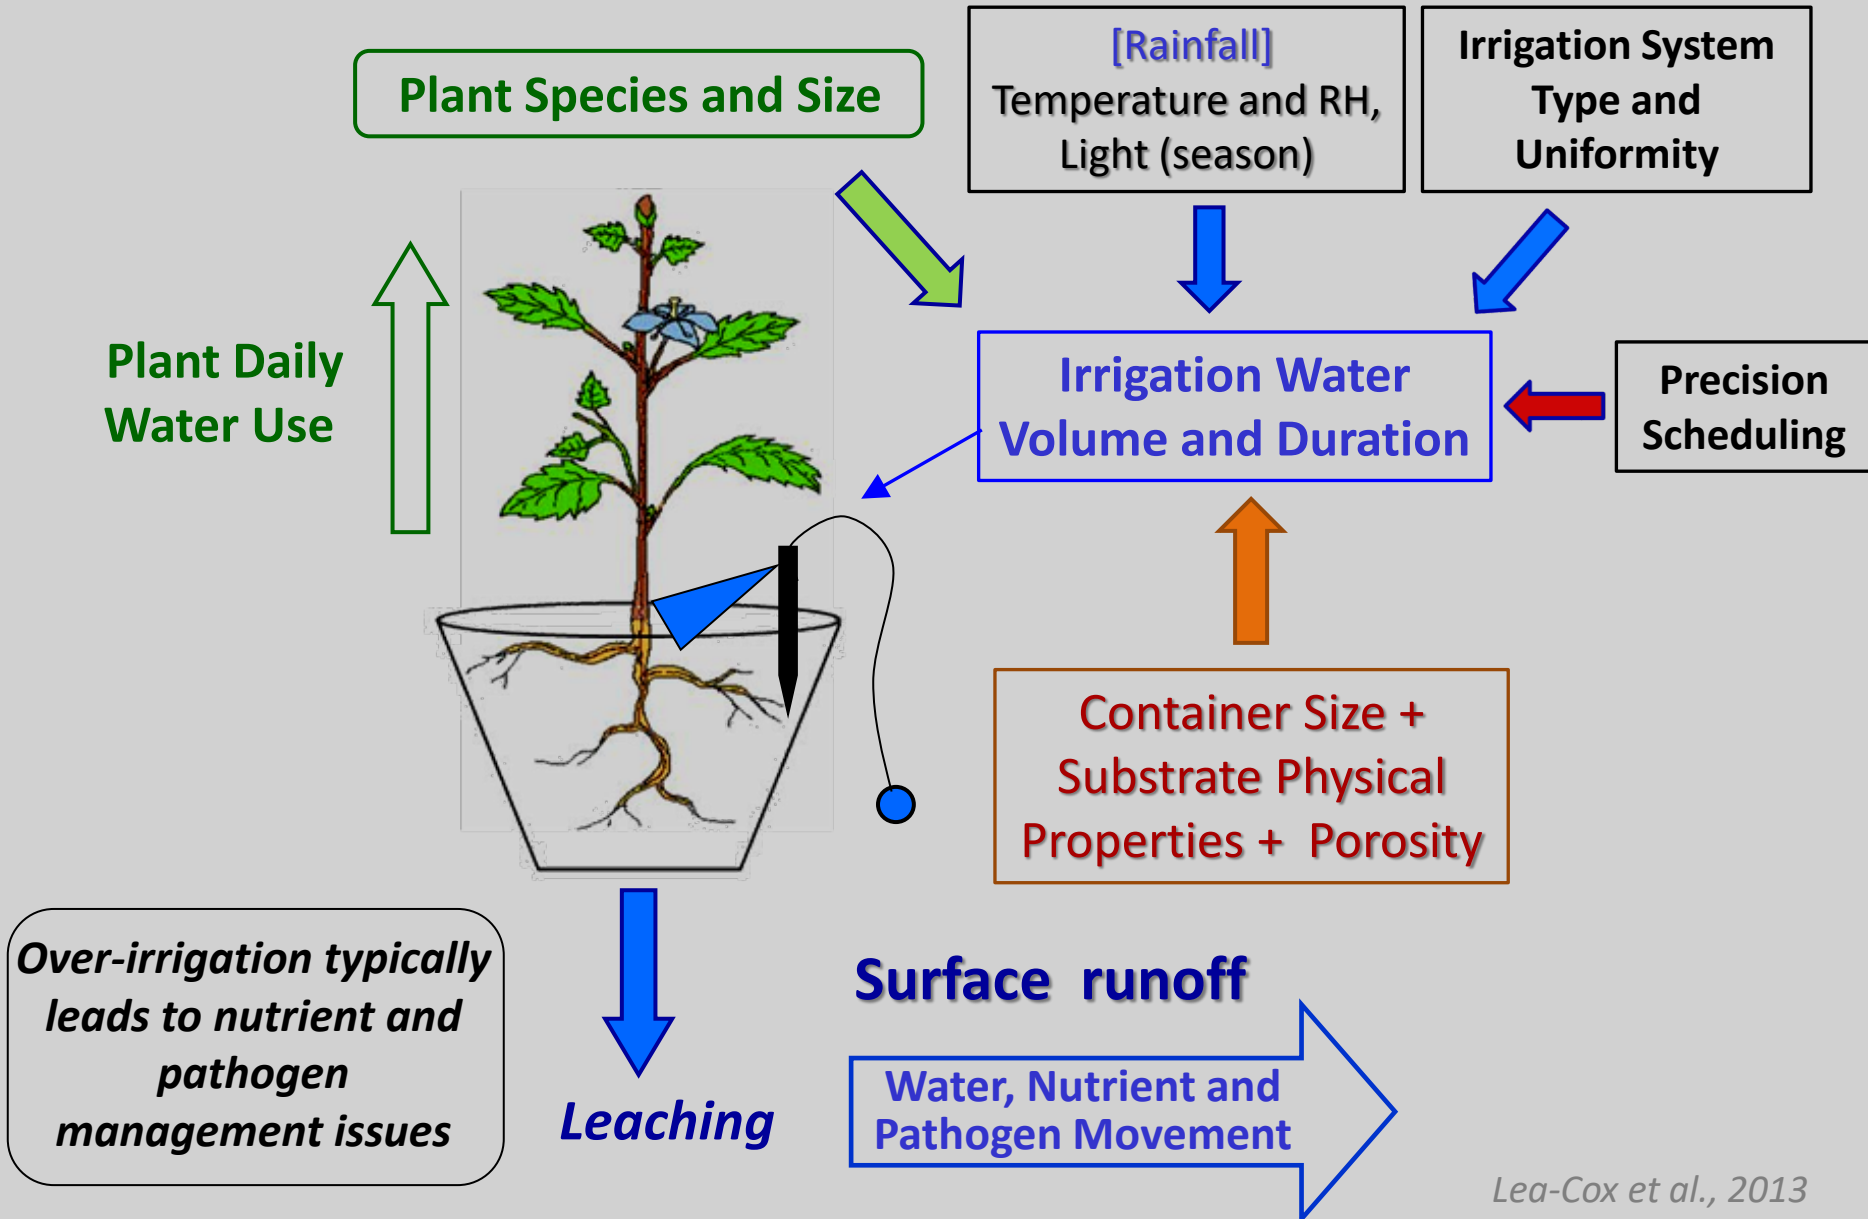 Plant Species and Size
[Rainfall]
Temperature and RH,
Light (season)
Irrigation System
Type and
Uniformity
Plant Daily
Water Use
Irrigation Water
Volume and Duration
Precision
Scheduling
Container Size +
Substrate Physical
Properties + Porosity
Over-irrigation typically
leads to nutrient and
pathogen
management issues
Leaching
Surface runoff
Water, Nutrient and
Pathogen Movement
Lea-Cox et al., 2013